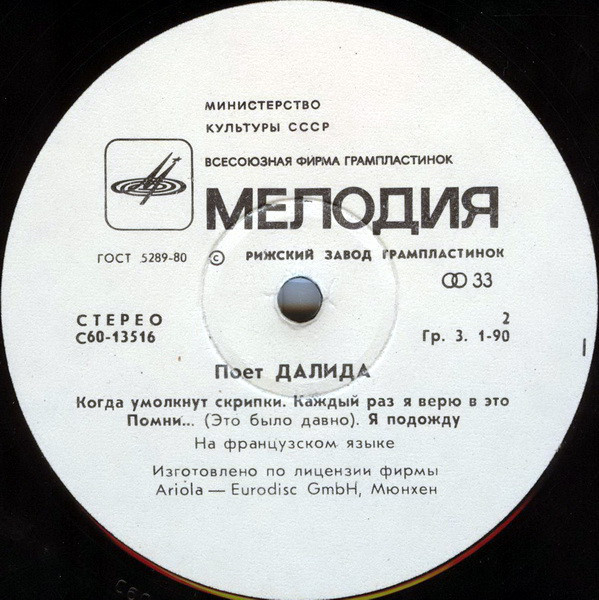 МИНИСТЕРСТВО
КУЛЬТУРЫ СССР
ВСЕСОЮЗНАЯ ФИРМА ГРАМПЛАСТИНОК
МЕЛОДИЯ
ГОСТ 5289-80 © РИЖСКИЙ ЗАВОД ГРАМПЛАСТИНОК
33
СТЕРЕО 2
С60-13516 Гр. 3. 1-90
Поет ДАЛИДА
Когда умолкнут скрипки. Каждый раз я верю в это
Помни... (Это было давно). Я подожду
На французском языке
Изготовлено по лицензии фирмы
Ariola — Eurodisc GmbH, Мюнхен